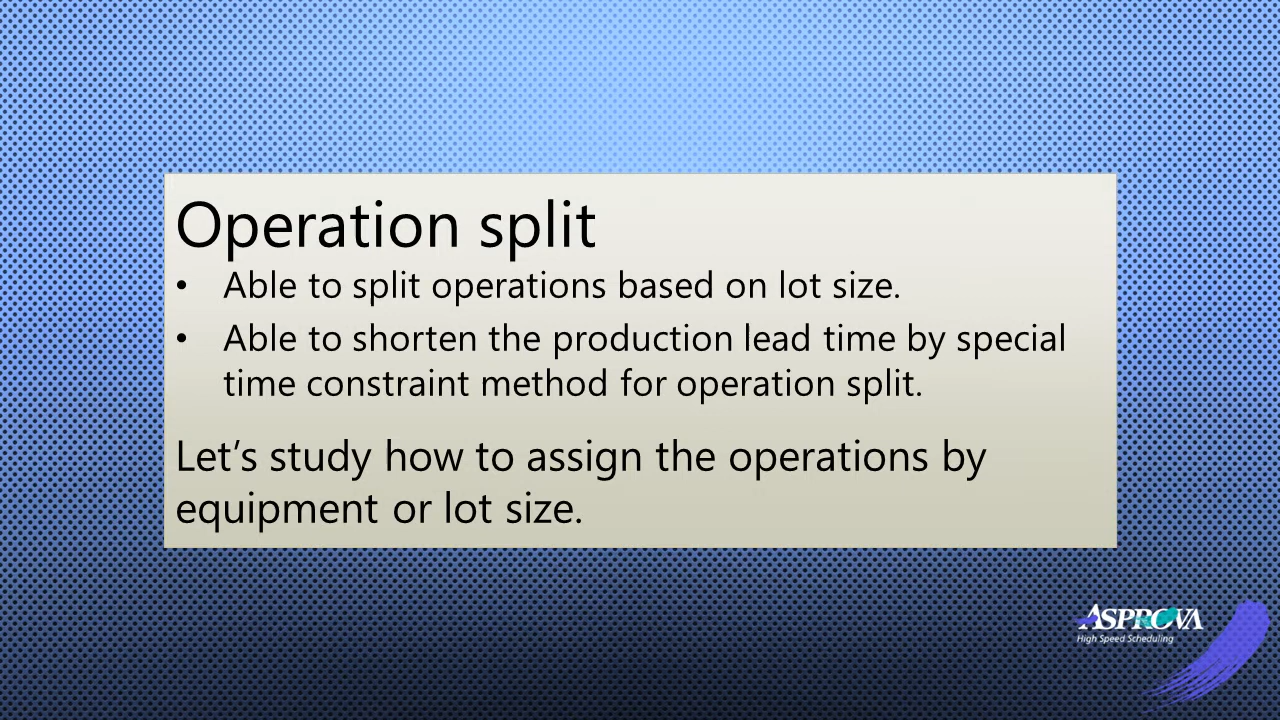 Operation split
• Able to split operations based on lot size.
• Able to shorten the production lead time by special
time constraint method for operation split.
Let’s study how to assign the operations by
equipment or lot size.
ASPROVA
High Speed Scheduling